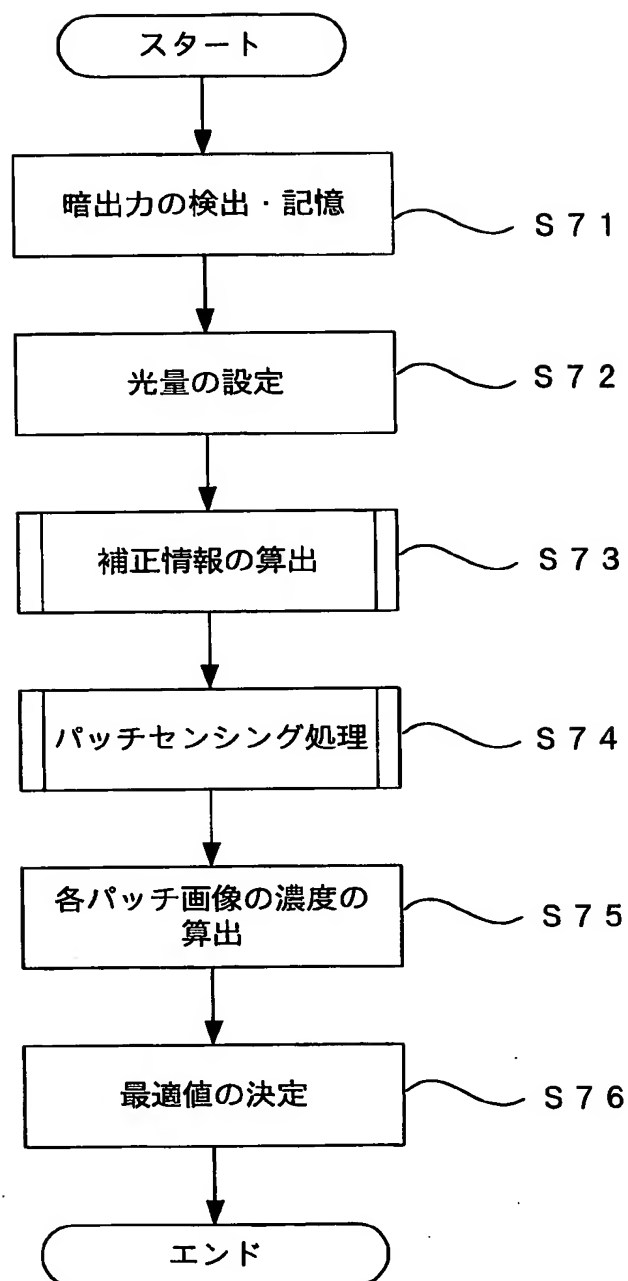 スタート
暗出力の検出・記憶
S71
光量の設定
S72
補正情報の算出
S73
パッチセンシング処理
S74
各パッチ画像の濃度の
算出
S75
最適値の決定
S76
エンド